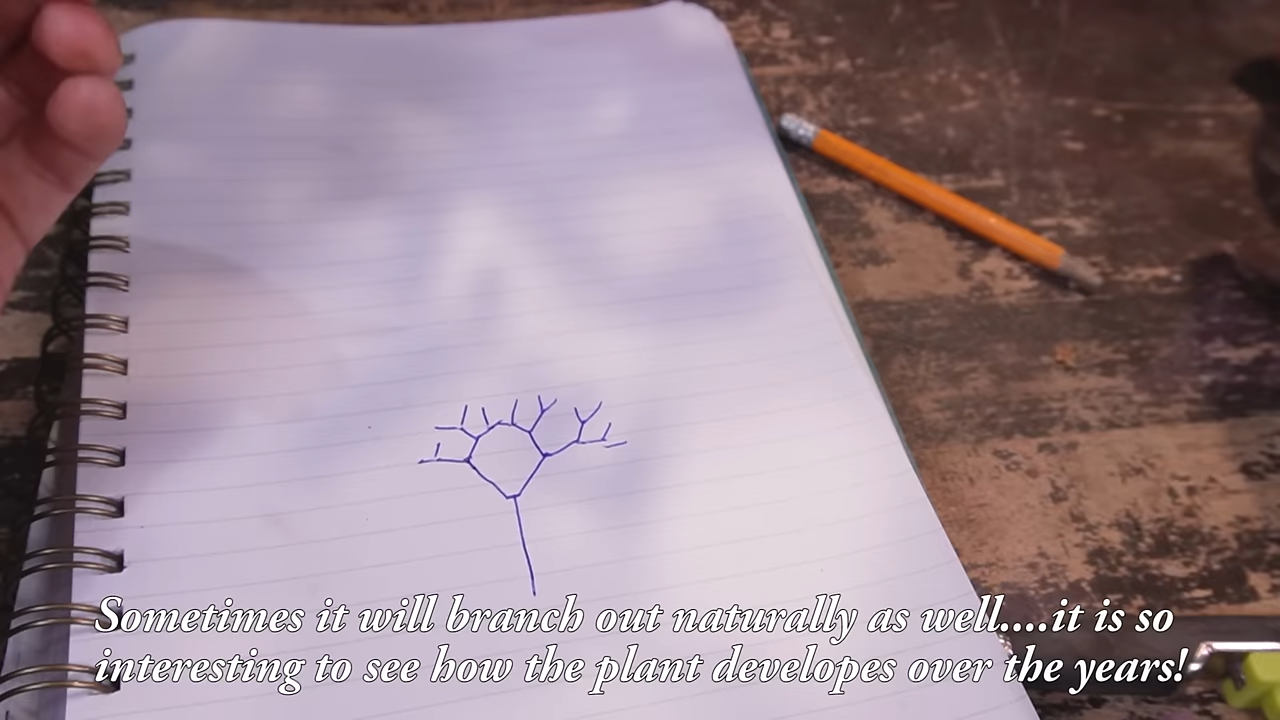 Sometimes it will branch out naturally as well....it is so
interesting to see how the plant developes over the years!